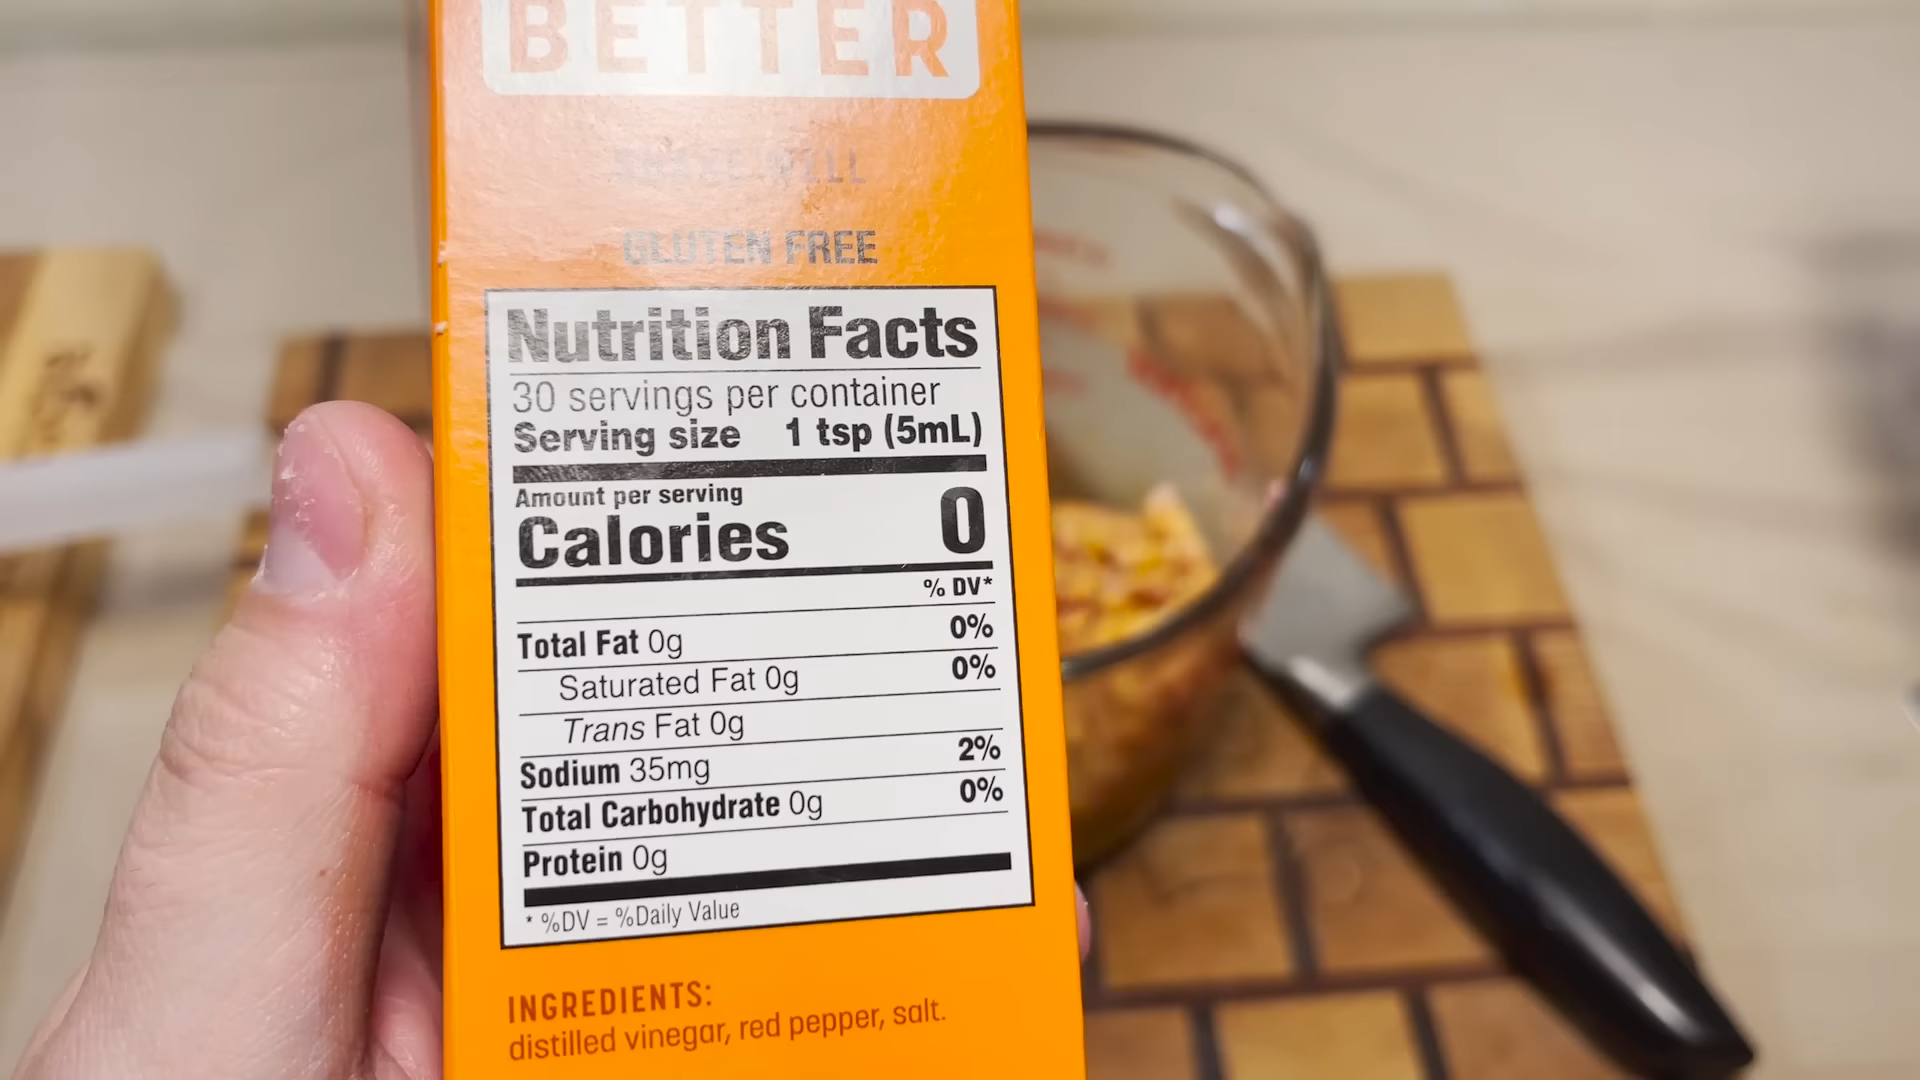 BETTER
SHAKE WELL
GLUTEN FREE
Nutrition Facts
30 servings per container
Serving size 1 tsp (5mL)
Amount per serving
Calories 0
% DV*
Total Fat 0g 0%
Saturated Fat 0g 0%
Trans Fat 0g
Sodium 35mg 2%
Total Carbohydrate 0g 0%
Protein 0g
* %DV = %Daily Value
INGREDIENTS:
distilled vinegar, red pepper, salt.